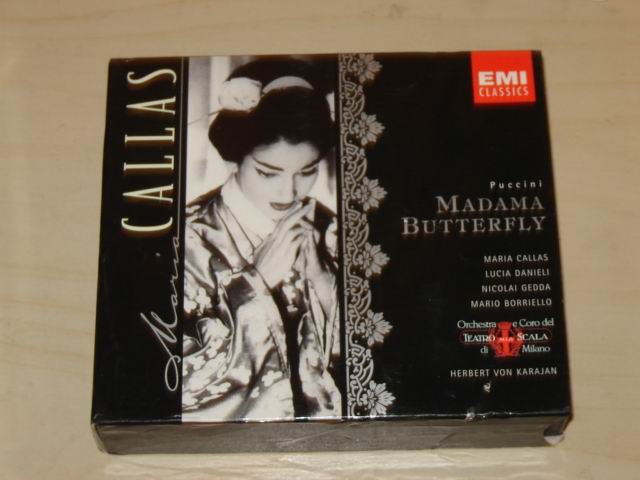 Maria CALLAS
EMI
CLASSICS
Puccini
MADAMA
BUTTERFLY
MARIA CALLAS
LUCIA DANIELI
NICOLAI GEDDA
MARIO BORRIELLO
Orchestra e Coro del
TEATRO ALLA SCALA
di Milano
HERBERT VON KARAJAN